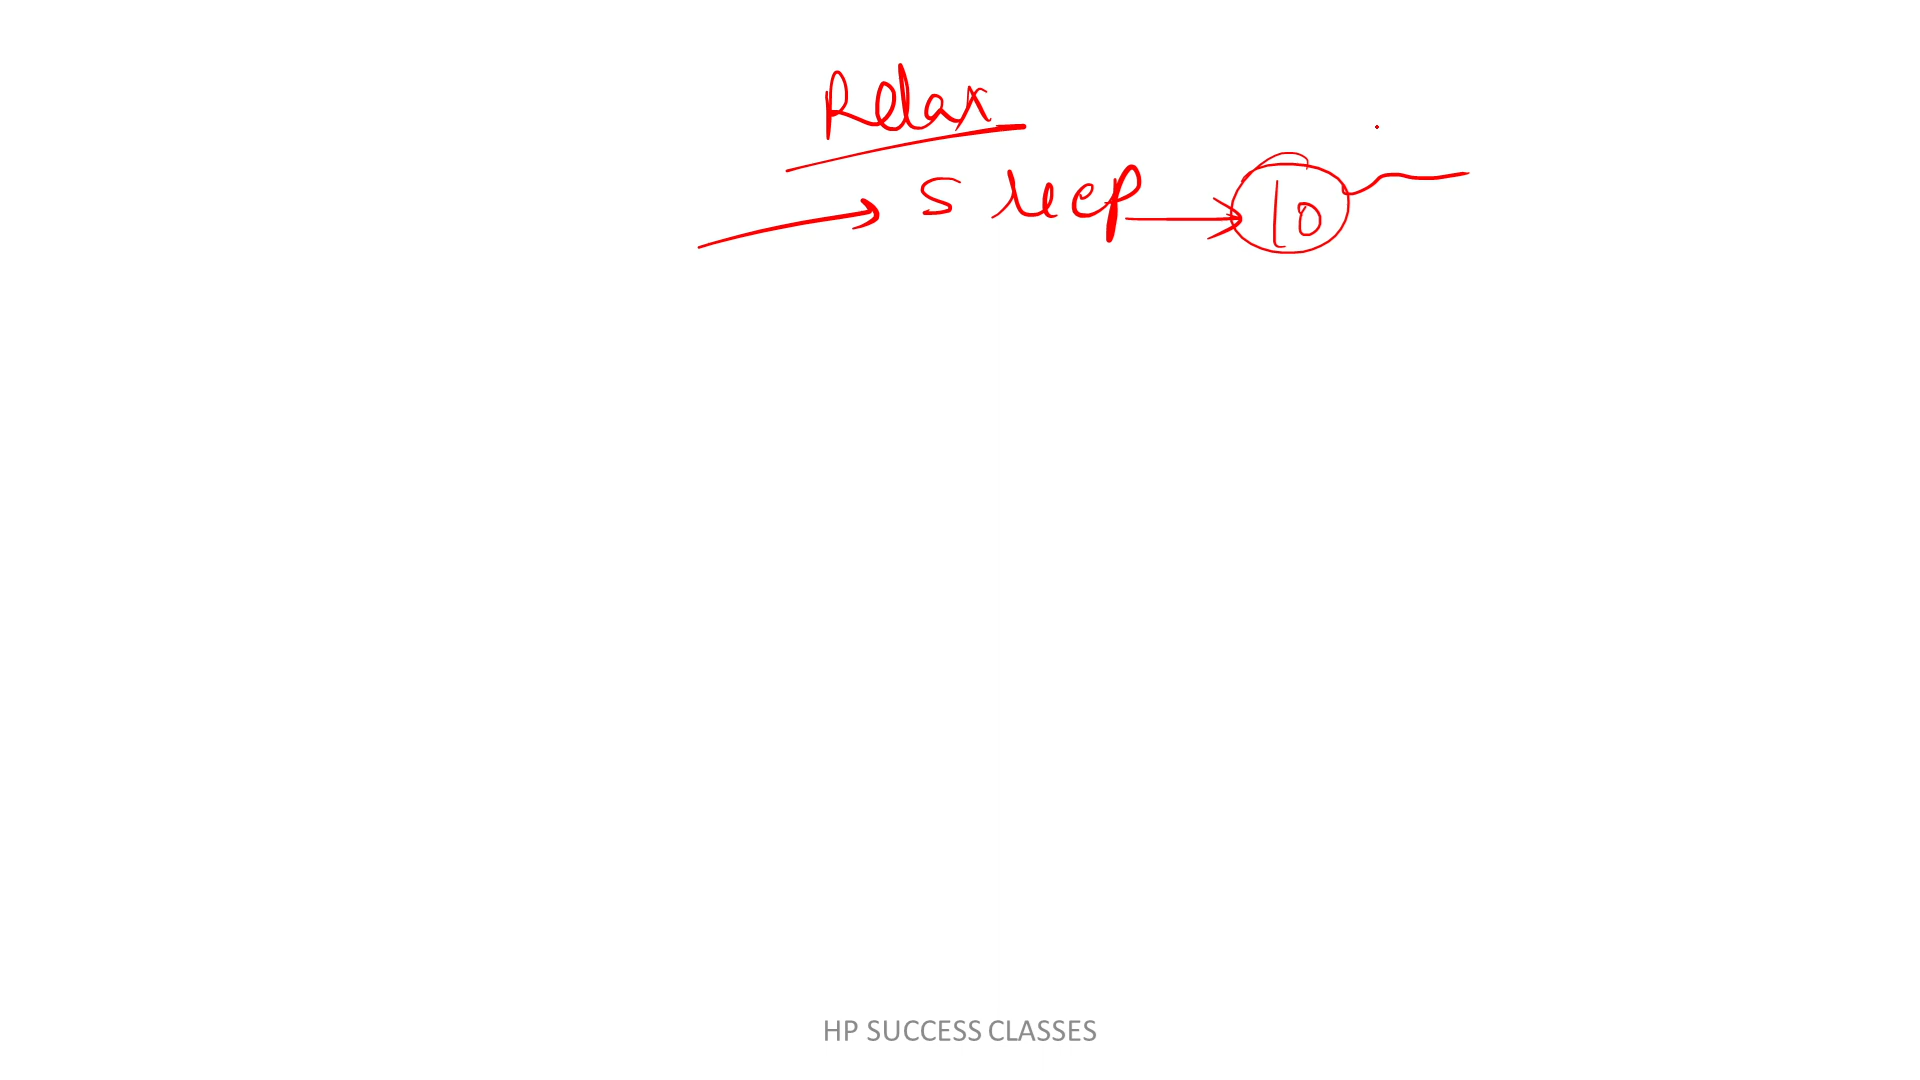 Relax
→ sleep → 10
HP SUCCESS CLASSES